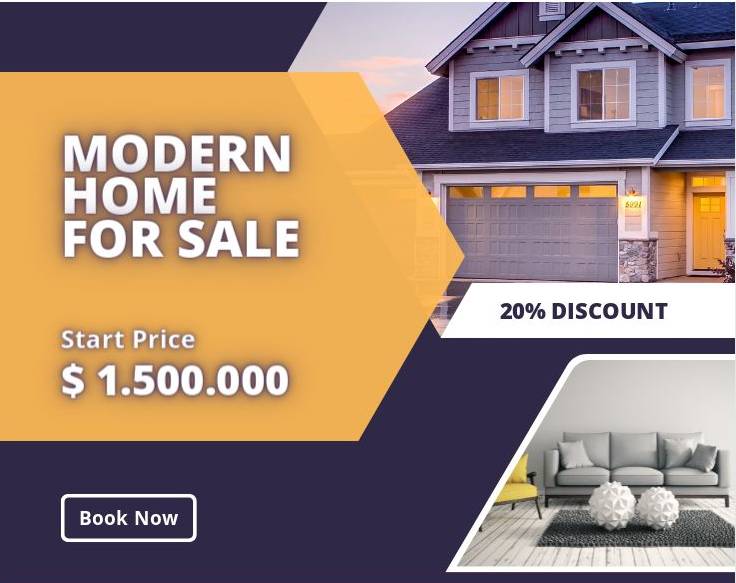 MODERN
HOME
FOR SALE
Start Price
$ 1.500.000
20% DISCOUNT
Book Now